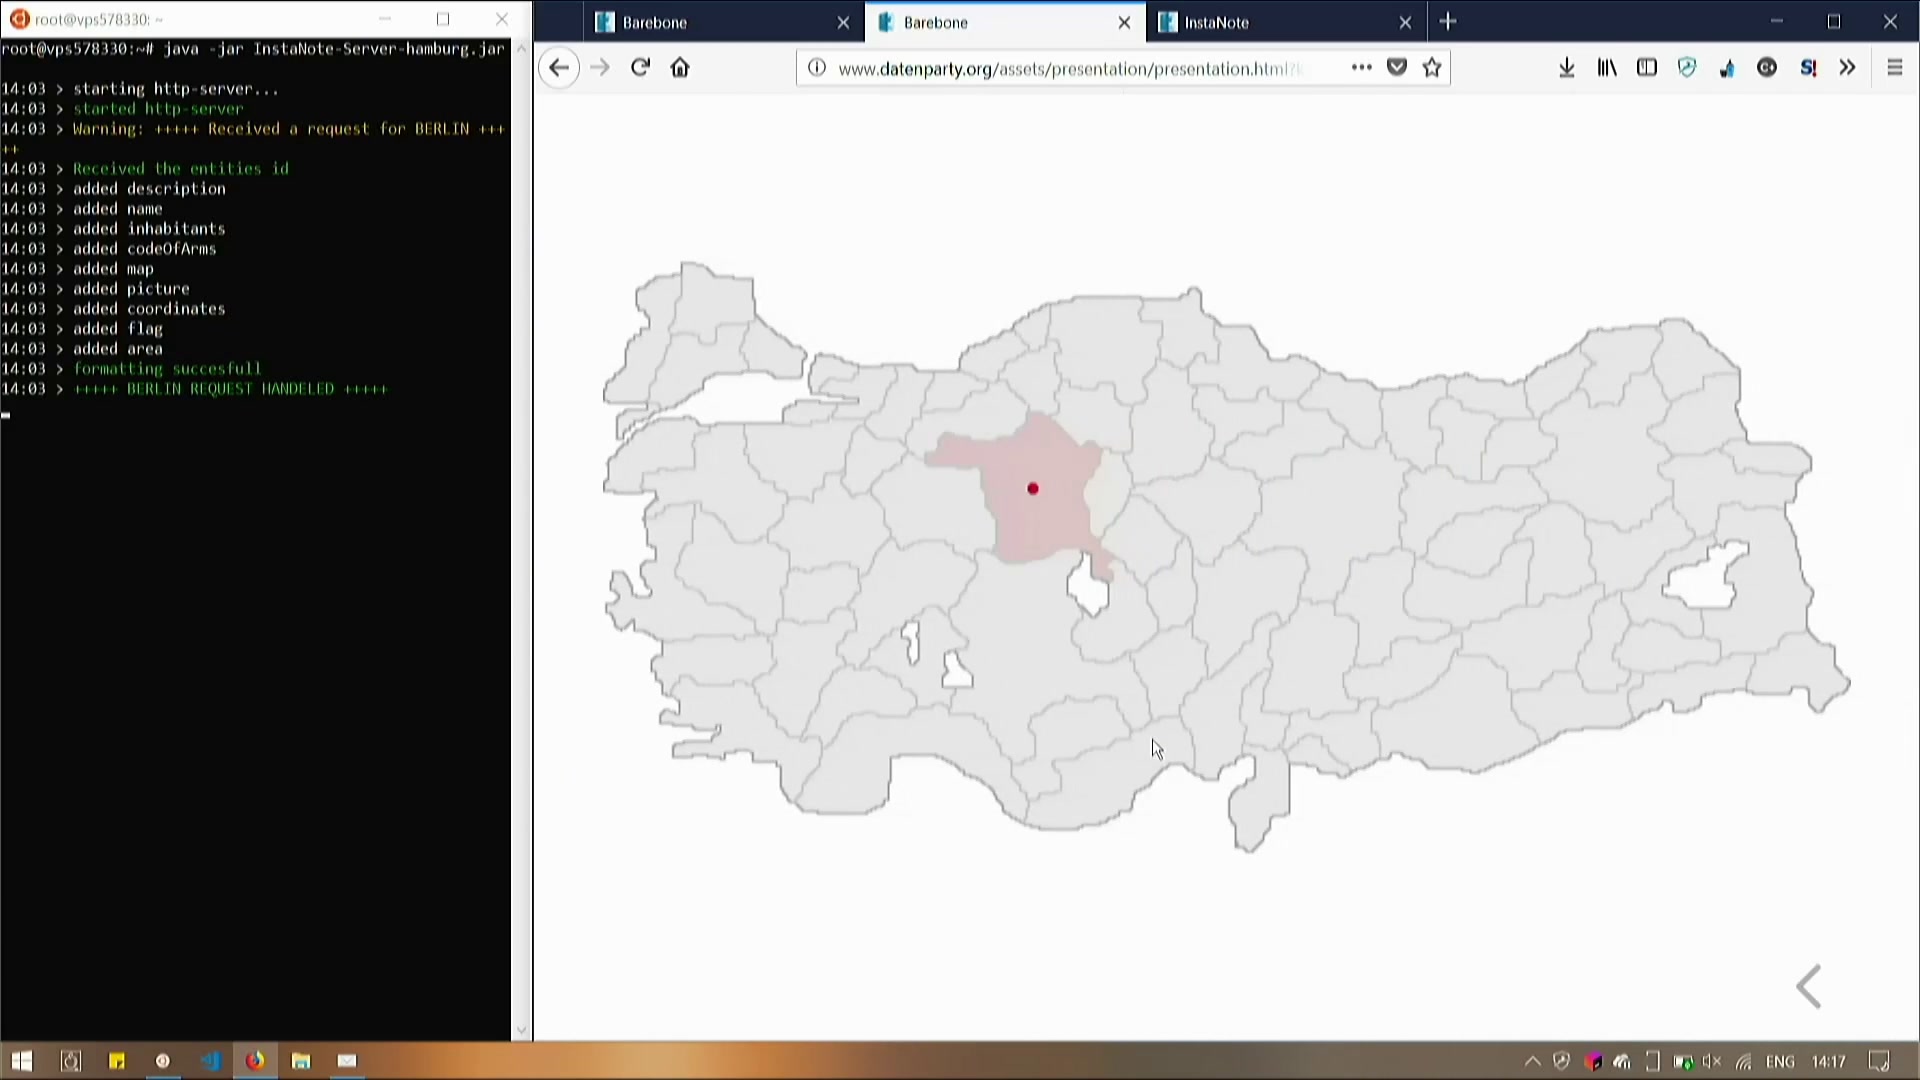 root@vps578330: ~
root@vps578330:~# java -jar InstaNote-Server-hamburg.jar
14:03 > starting http-server...
14:03 > started http-server
14:03 > Warning: +++++ Received a request for BERLIN +++
++
14:03 > Received the entities id
14:03 > added description
14:03 > added name
14:03 > added inhabitants
14:03 > added codeOfArms
14:03 > added map
14:03 > added picture
14:03 > added coordinates
14:03 > added flag
14:03 > added area
14:03 > formatting succesfull
14:03 > +++++ BERLIN REQUEST HANDELED +++++
Barebone
Barebone
InstaNote
www.datenparty.org/assets/presentation/presentation.html?
S!
ENG
14:17